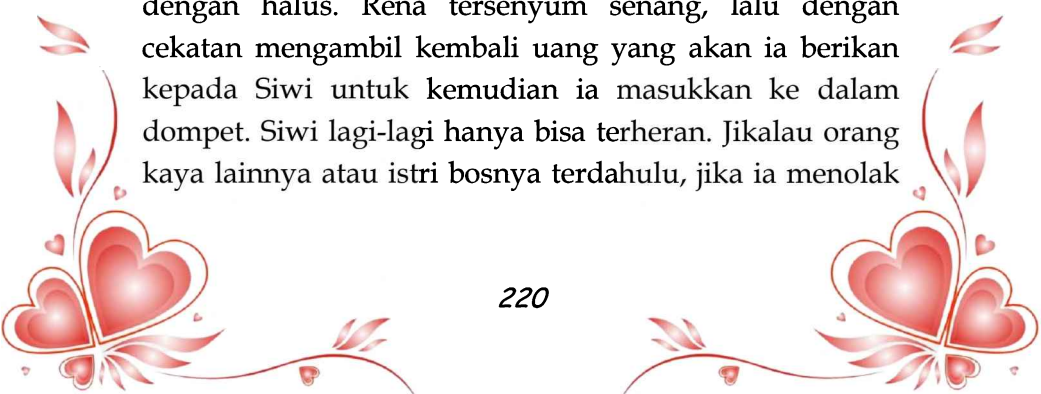 dengan halus. Rena tersenyum senang, lalu dengan
cekatan mengambil kembali uang yang akan ia berikan
kepada Siwi untuk kemudian ia masukkan ke dalam
dompet. Siwi lagi-lagi hanya bisa terheran. Jikalau orang
kaya lainnya atau istri bosnya terdahulu, jika ia menolak
220